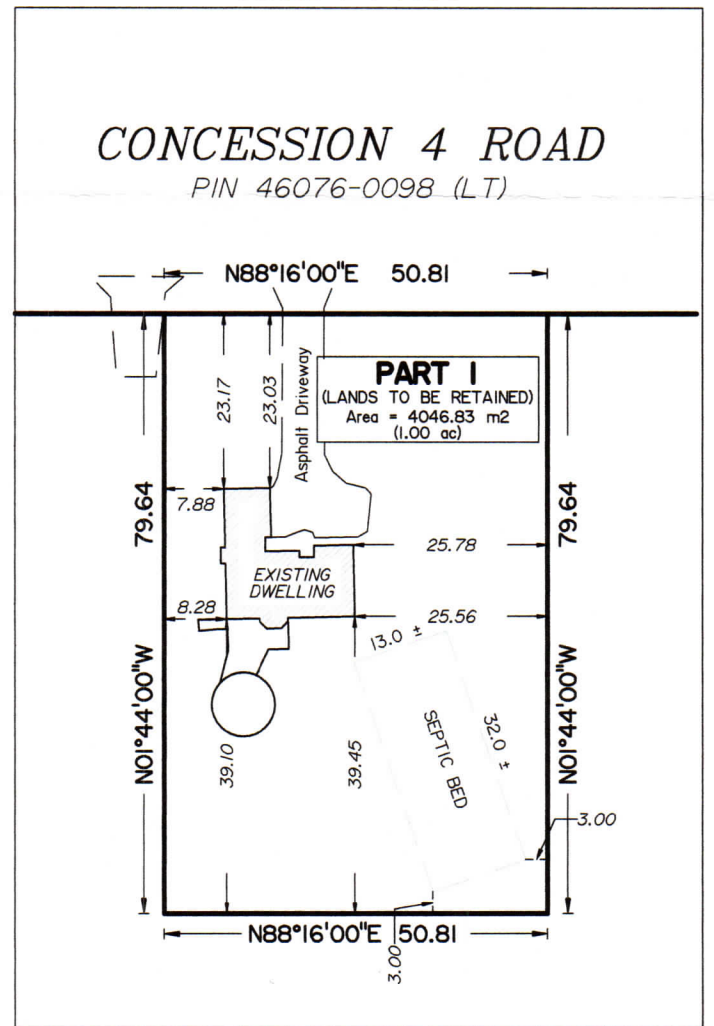 CONCESSION 4 ROAD
PIN 46076-0098 (LT)
N88°16'00"E 50.81
23.17
23.03
Asphalt Driveway
PART 1
(LANDS TO BE RETAINED)
Area = 4046.83 m2
(1.00 ac)
79.64
79.64
7.88
25.78
EXISTING
DWELLING
8.28
25.56
13.0 ±
N01°44'00"W
N01°44'00"W
32.0 ±
SEPTIC BED
39.10
39.45
3.00
N88°16'00"E 50.81
3.00